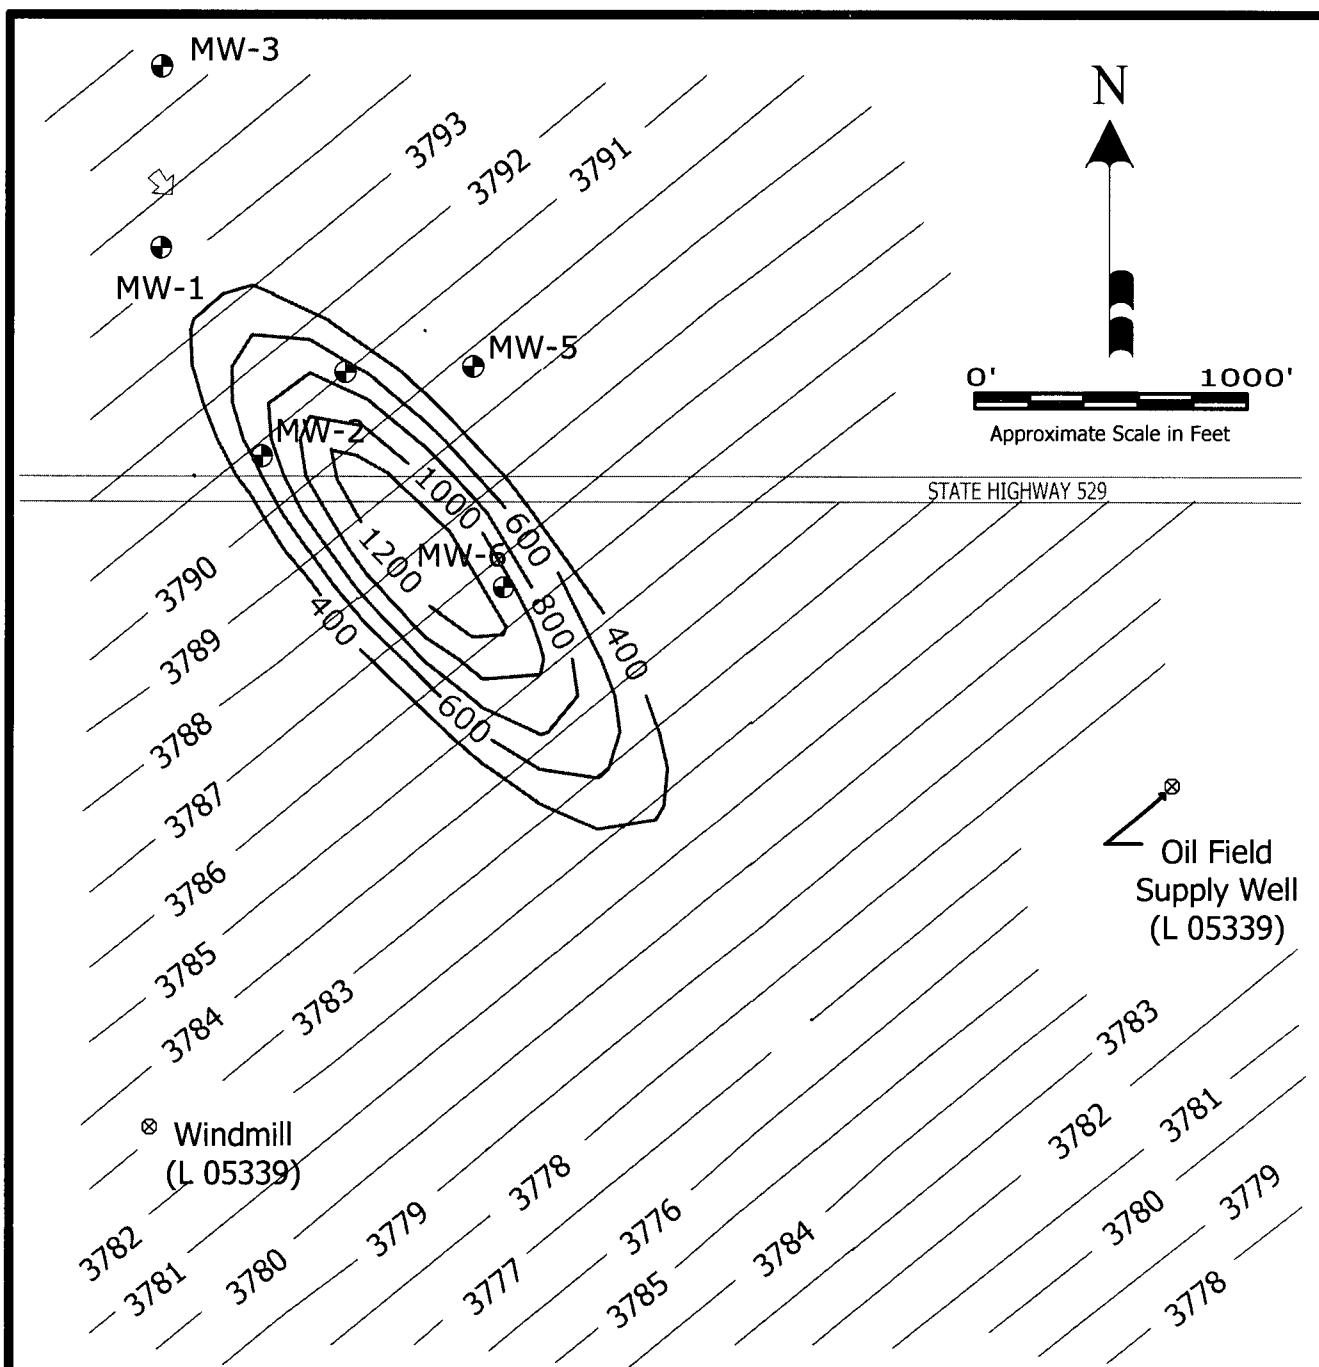 MW-3
N
3793
3792
3791
MW-1
MW-5
0' 1000'
Approximate Scale in Feet
MW-2
STATE HIGHWAY 529
1000
600
MW-6
1200
3790
400
800
400
3789
600
3788
3787
3786
3785
3784
3783
Oil Field
Supply Well
(L 05339)
Windmill
(L 05339)
3783
3782
3781
3780
3779
3778
3782
3781
3780
3779
3778
3777
3776
3785
3784